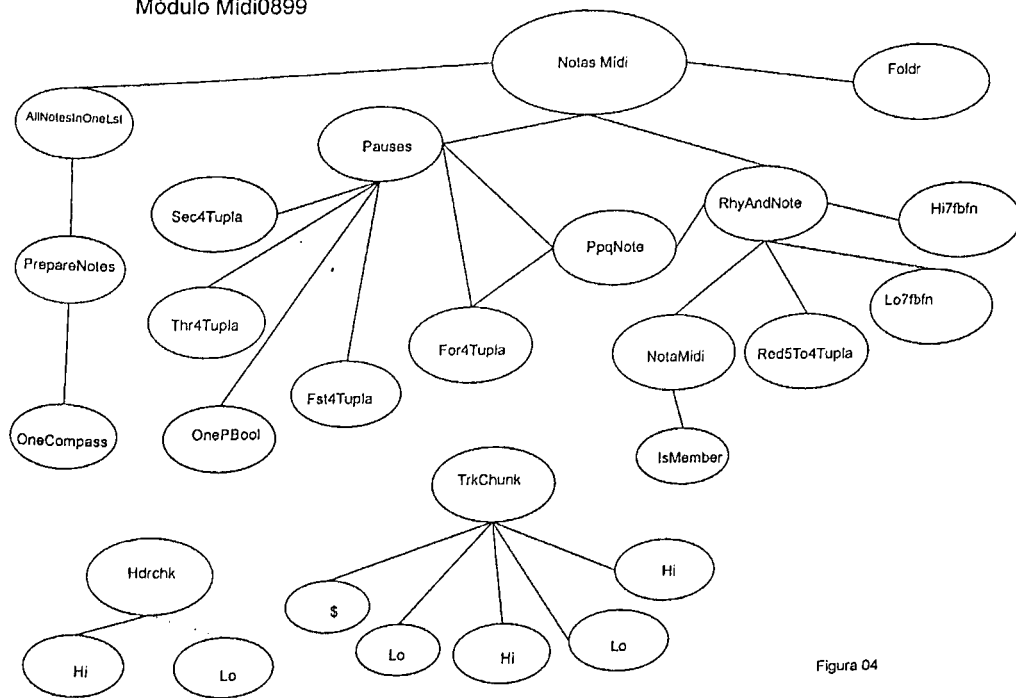 Módulo Midi0899
Notas Midi
Foldr
AllNotesInOneLst
Pauses
Sec4Tupla
RhyAndNote
Hi7fbfn
PpqNote
PrepareNotes
Lo7fbfn
Thr4Tupla
For4Tupla
NotaMidi
Red5To4Tupla
Fst4Tupla
OneCompass
OnePBool
IsMember
TrkChunk
Hdrchk
Hi
$
Lo
Hi
Lo
Hi
Lo
Figura 04